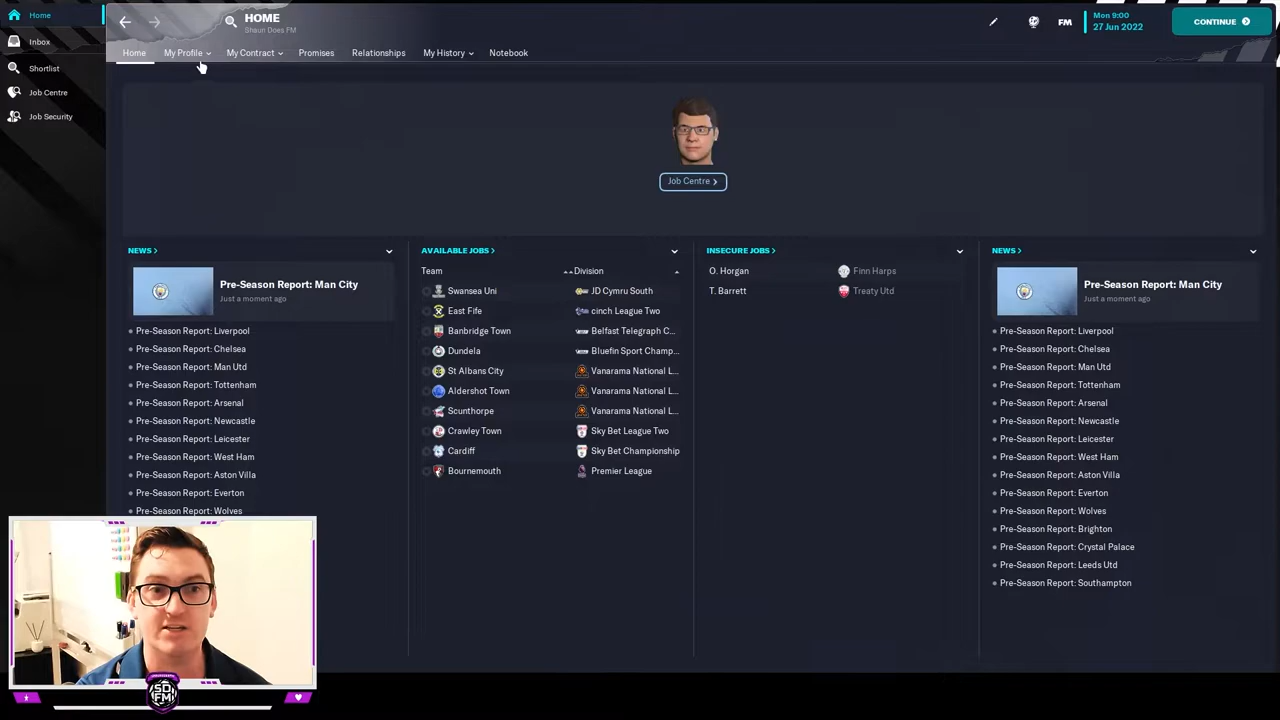 Home
Inbox
Shortlist
Job Centre
Job Security
HOME
Shaun Does FM
FM
Mon 9:00
27 Jun 2022
CONTINUE
Home
My Profile
My Contract
Promises
Relationships
My History
Notebook
Job Centre >
NEWS >
Pre-Season Report: Man City
Just a moment ago
Pre-Season Report: Liverpool
Pre-Season Report: Chelsea
Pre-Season Report: Man Utd
Pre-Season Report: Tottenham
Pre-Season Report: Arsenal
Pre-Season Report: Newcastle
Pre-Season Report: Leicester
Pre-Season Report: West Ham
Pre-Season Report: Aston Villa
Pre-Season Report: Everton
Pre-Season Report: Wolves
AVAILABLE JOBS >
Team Division
Swansea Uni JD Cymru South
East Fife cinch League Two
Banbridge Town Belfast Telegraph C...
Dundela Bluefin Sport Champ...
St Albans City Vanarama National L...
Aldershot Town Vanarama National L...
Scunthorpe Vanarama National L...
Crawley Town Sky Bet League Two
Cardiff Sky Bet Championship
Bournemouth Premier League
INSECURE JOBS >
O. Horgan Finn Harps
T. Barrett Treaty Utd
NEWS >
Pre-Season Report: Man City
Just a moment ago
Pre-Season Report: Liverpool
Pre-Season Report: Chelsea
Pre-Season Report: Man Utd
Pre-Season Report: Tottenham
Pre-Season Report: Arsenal
Pre-Season Report: Newcastle
Pre-Season Report: Leicester
Pre-Season Report: West Ham
Pre-Season Report: Aston Villa
Pre-Season Report: Everton
Pre-Season Report: Wolves
Pre-Season Report: Brighton
Pre-Season Report: Crystal Palace
Pre-Season Report: Leeds Utd
Pre-Season Report: Southampton
SD
FM